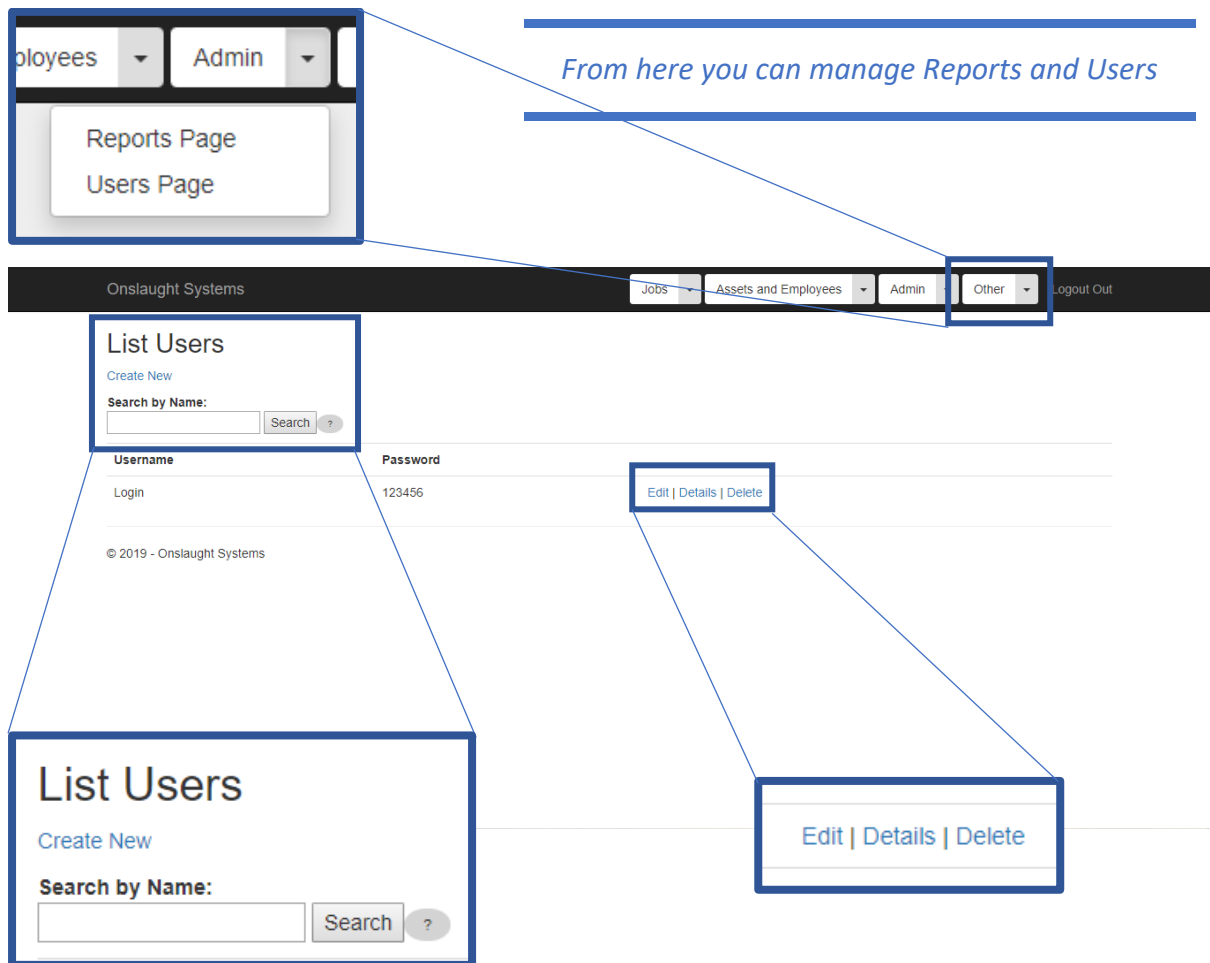 ployees Admin
From here you can manage Reports and Users
Reports Page
Users Page
Onslaught Systems Jobs Assets and Employees Admin Other Logout Out
List Users
Create New
Search by Name:
Search ?
Username Password
Login 123456 Edit | Details | Delete
© 2019 - Onslaught Systems
List Users
Create New
Edit | Details | Delete
Search by Name:
Search ?